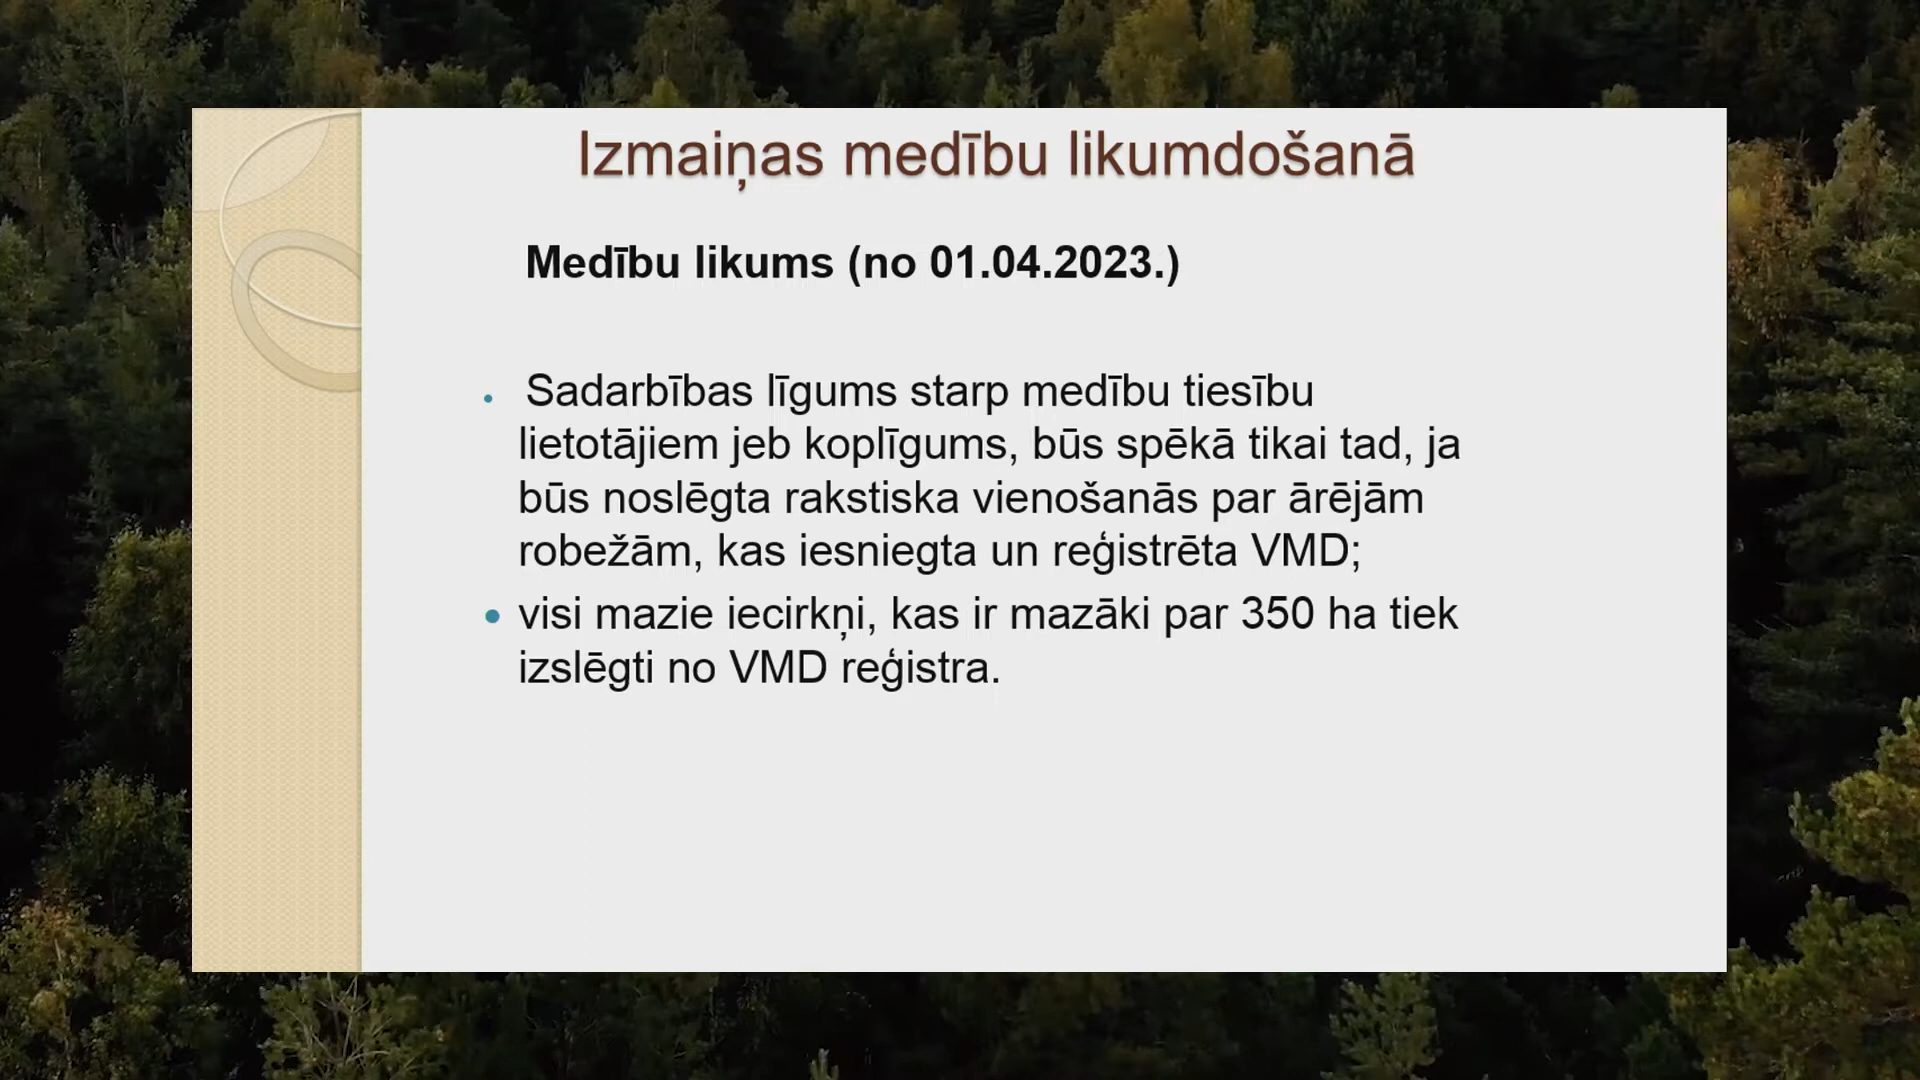 Izmaiņas medību likumdošanā
Medību likums (no 01.04.2023.)
• Sadarbības līgums starp medību tiesību
lietotājiem jeb koplīgums, būs spēkā tikai tad, ja
būs noslēgta rakstiska vienošanās par ārējām
robežām, kas iesniegta un reģistrēta VMD;
• visi mazie iecirkņi, kas ir mazāki par 350 ha tiek
izslēgti no VMD reģistra.